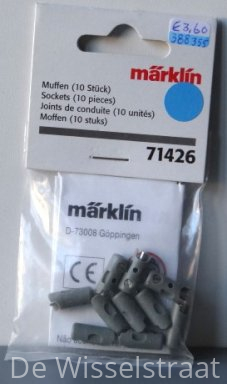 €3,60
388355
märklin
Muffen (10 Stück)
Sockets (10 pieces)
Joints de conduite (10 unités)
Moffen (10 stuks)
71426
märklin
D-73008 Göppingen
CE
Não
De Wisselstraat